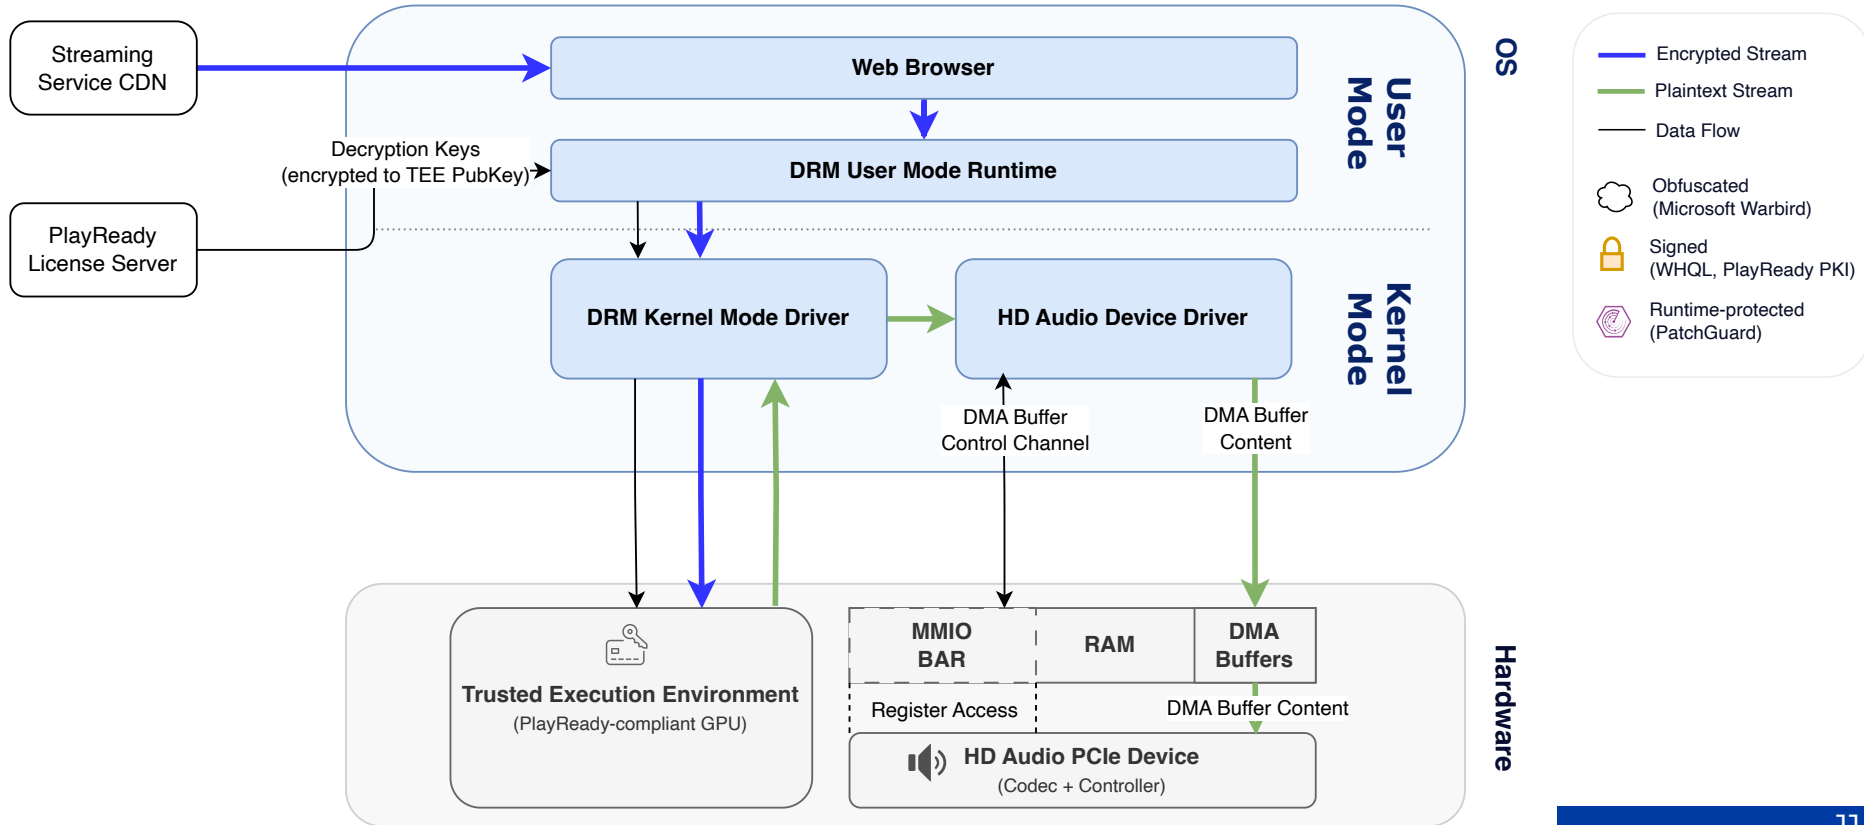 Streaming
Service CDN
Web Browser
OS
User
Mode
Decryption Keys
(encrypted to TEE PubKey)
DRM User Mode Runtime
PlayReady
License Server
DRM Kernel Mode Driver
HD Audio Device Driver
Kernel
Mode
DMA Buffer
Control Channel
DMA Buffer
Content
Trusted Execution Environment
(PlayReady-compliant GPU)
MMIO
BAR
RAM
DMA
Buffers
Register Access
DMA Buffer Content
HD Audio PCIe Device
(Codec + Controller)
Hardware
Encrypted Stream
Plaintext Stream
Data Flow
Obfuscated
(Microsoft Warbird)
Signed
(WHQL, PlayReady PKI)
Runtime-protected
(PatchGuard)